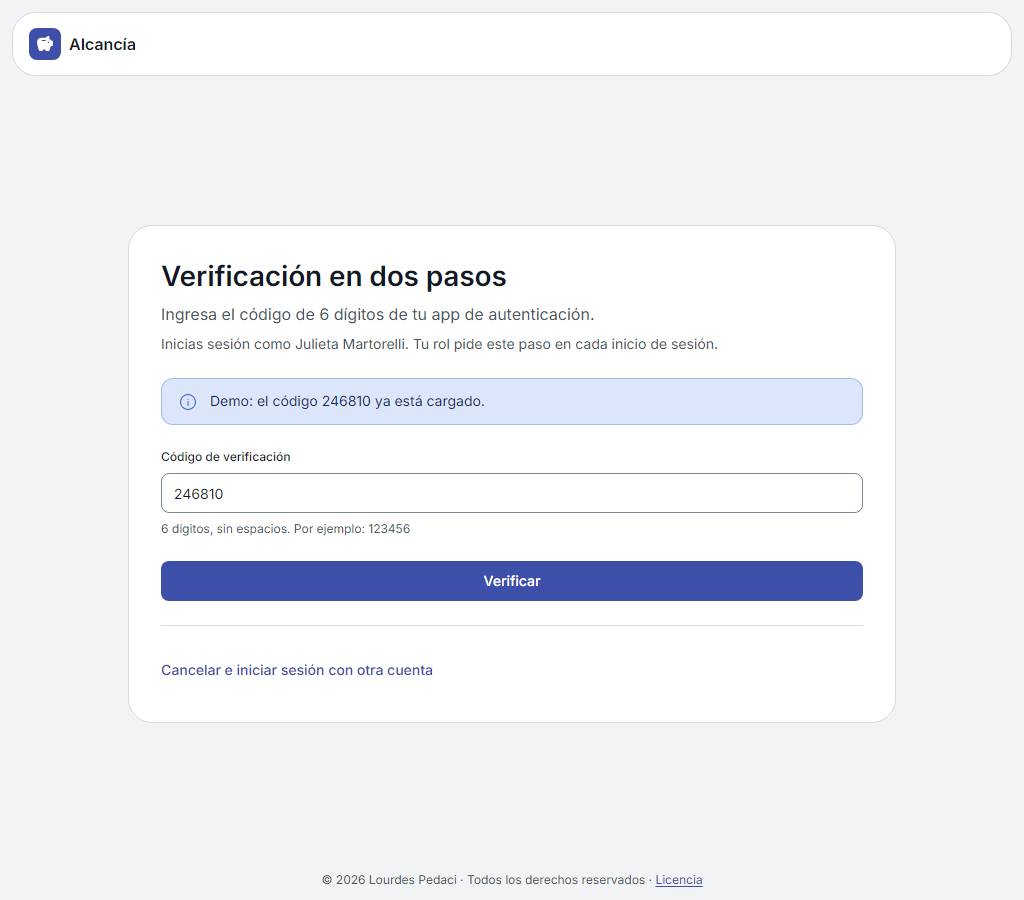 Alcancía
Verificación en dos pasos
Ingresa el código de 6 dígitos de tu app de autenticación.
Inicias sesión como Julieta Martorelli. Tu rol pide este paso en cada inicio de sesión.
Demo: el código 246810 ya está cargado.
Código de verificación
246810
6 dígitos, sin espacios. Por ejemplo: 123456
Verificar
Cancelar e iniciar sesión con otra cuenta
© 2026 Lourdes Pedaci · Todos los derechos reservados · Licencia